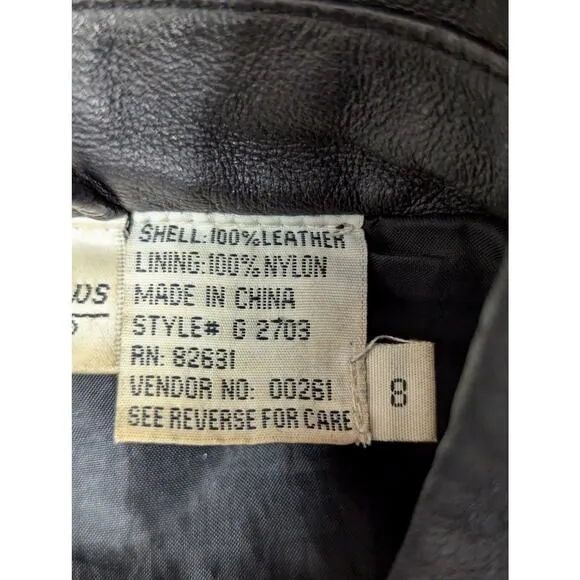 SHELL:100%LEATHER
LINING:100% NYLON
MADE IN CHINA
STYLE# G 2703
RN: 82631
VENDOR NO: 00261
SEE REVERSE FOR CARE
8